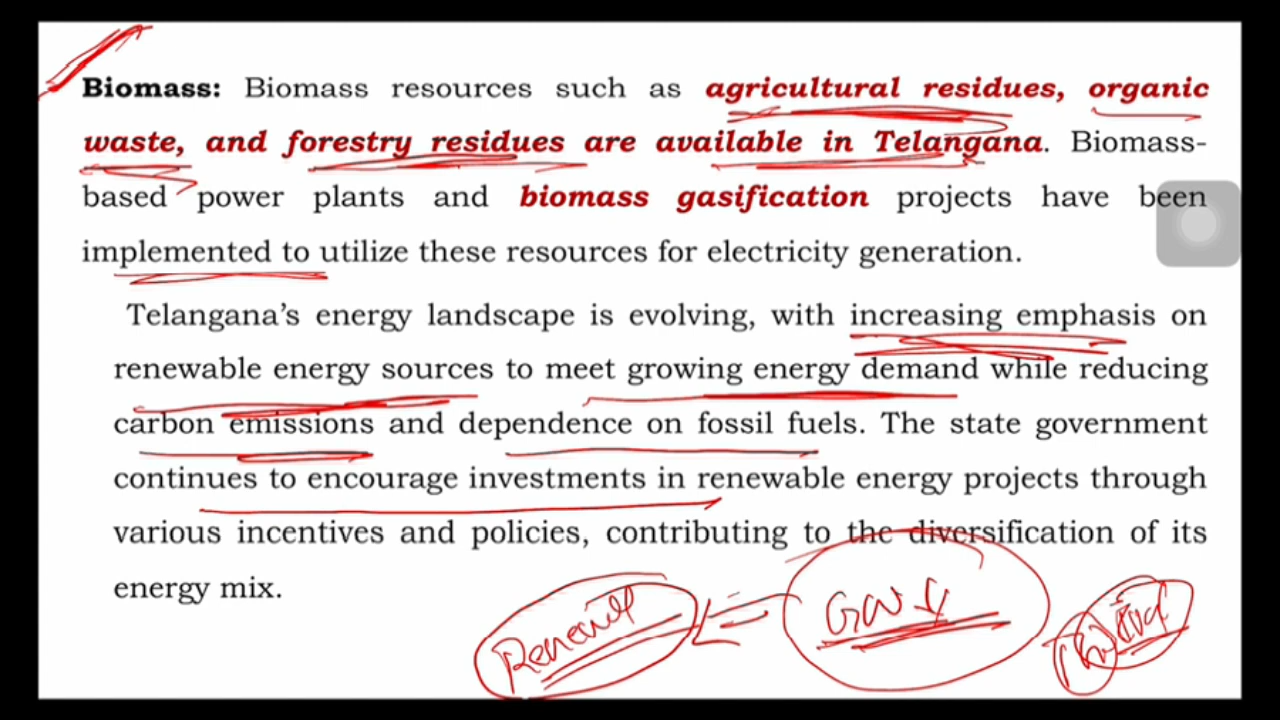 Biomass: Biomass resources such as agricultural residues, organic
waste, and forestry residues are available in Telangana. Biomass-
based power plants and biomass gasification projects have been
implemented to utilize these resources for electricity generation.
Telangana’s energy landscape is evolving, with increasing emphasis on
renewable energy sources to meet growing energy demand while reducing
carbon emissions and dependence on fossil fuels. The state government
continues to encourage investments in renewable energy projects through
various incentives and policies, contributing to the diversification of its
energy mix.